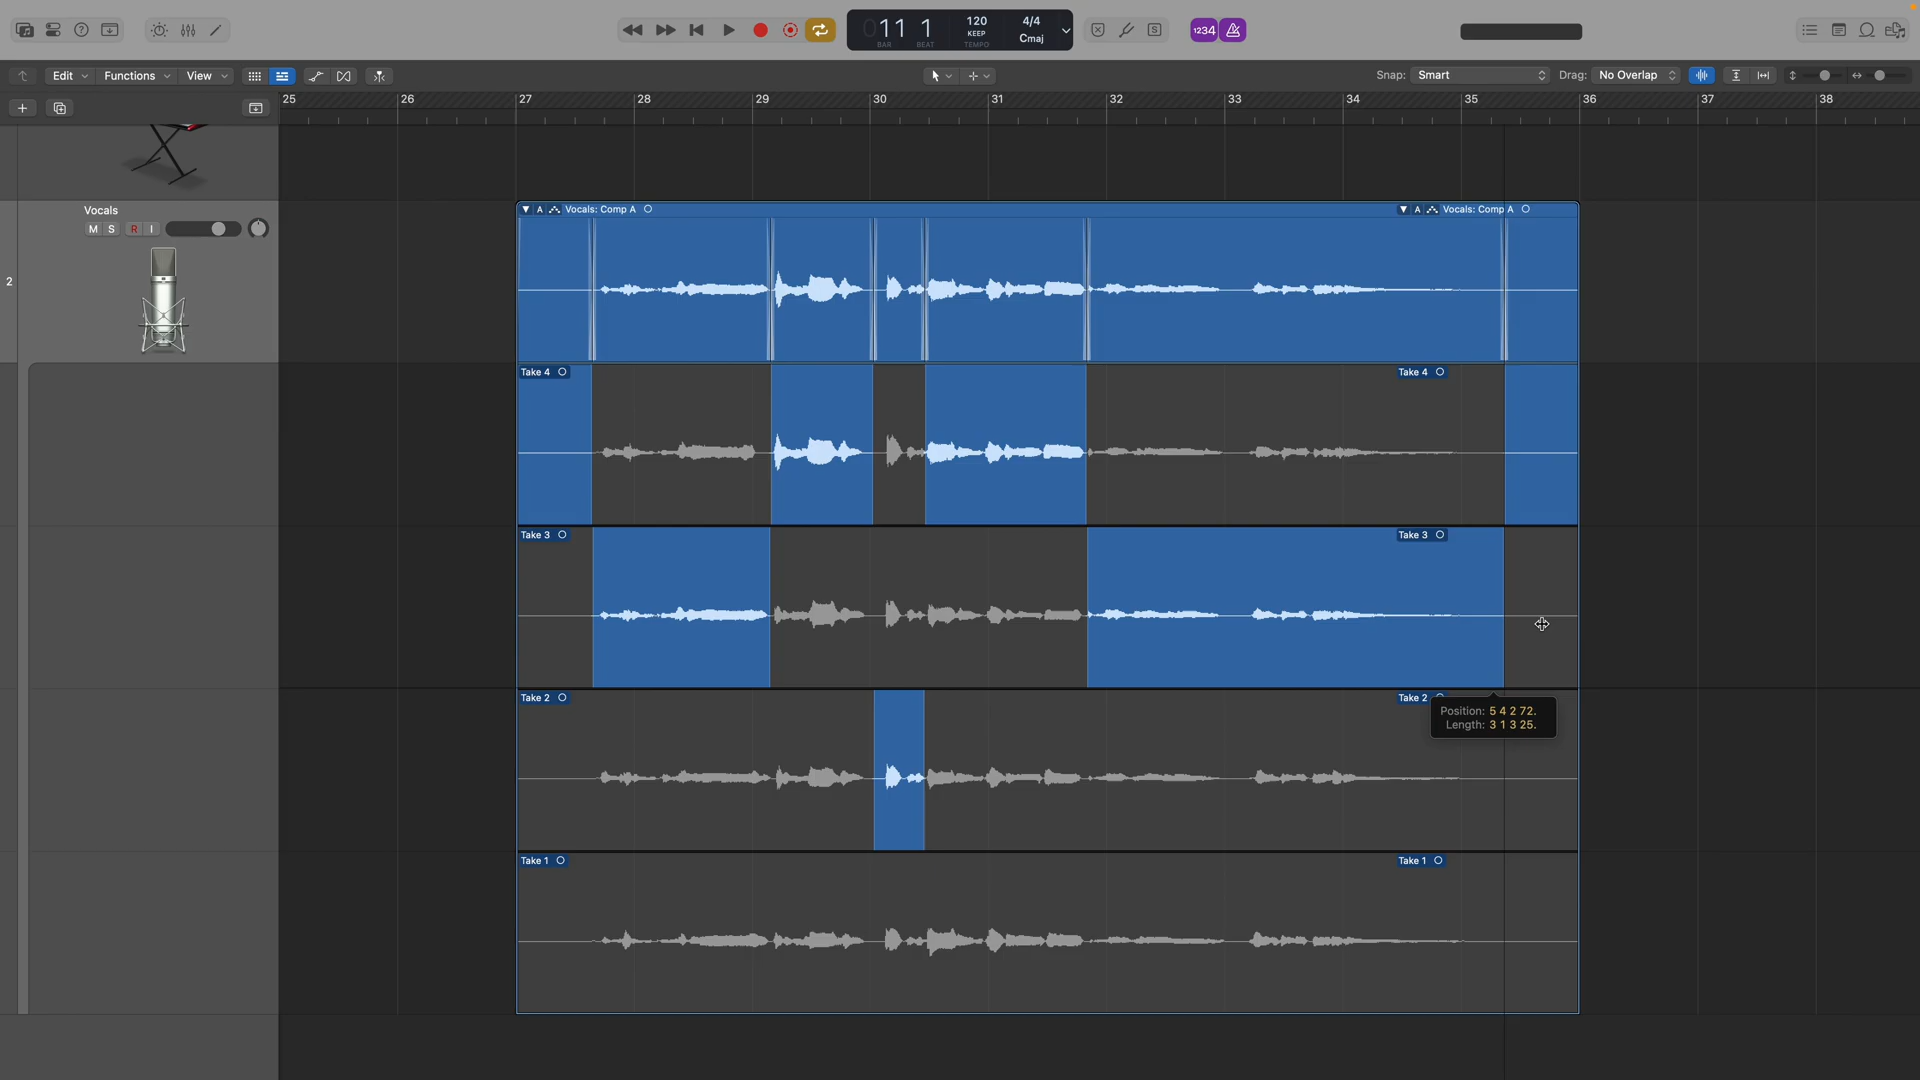 011 1 120 4/4
KEEP Cmaj
BAR BEAT TEMPO
1234
S
Edit Functions View Snap: Smart Drag: No Overlap
25 26 27 28 29 30 31 32 33 34 35 36 37 38
Vocals
M S R I
2
A Vocals: Comp A A Vocals: Comp A
Take 4 Take 4
Take 3 Take 3
Take 2 Take 2
Position: 5 4 2 72.
Length: 3 1 3 25.
Take 1 Take 1